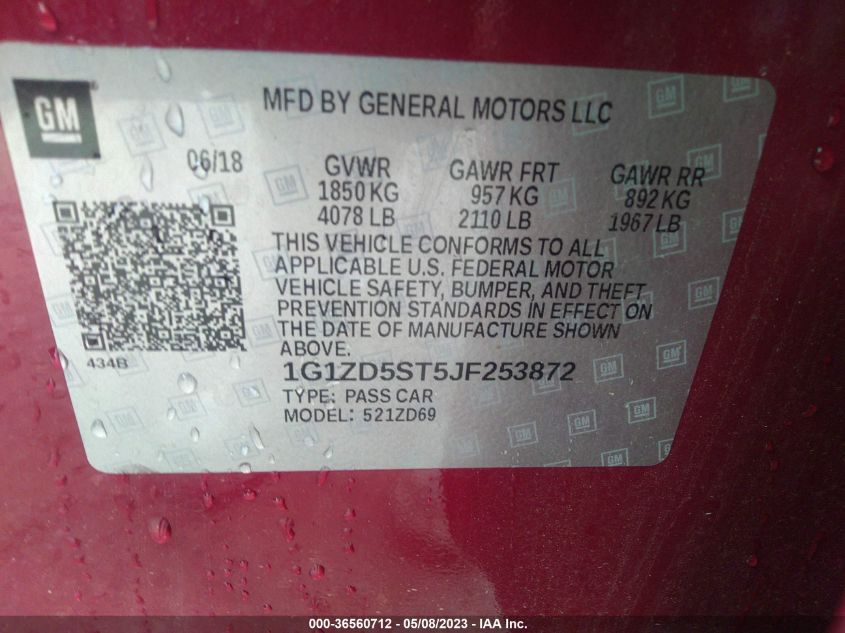 GM
MFD BY GENERAL MOTORS LLC
06/18 GVWR GAWR FRT GAWR RR
1850 KG 957 KG 892 KG
4078 LB 2110 LB 1967 LB
THIS VEHICLE CONFORMS TO ALL
APPLICABLE U.S. FEDERAL MOTOR
VEHICLE SAFETY, BUMPER, AND THEFT
PREVENTION STANDARDS IN EFFECT ON
THE DATE OF MANUFACTURE SHOWN
ABOVE.
434B
1G1ZD5ST5JF253872
TYPE: PASS CAR
MODEL: 521ZD69
000-36560712 - 05/08/2023 - IAA Inc.